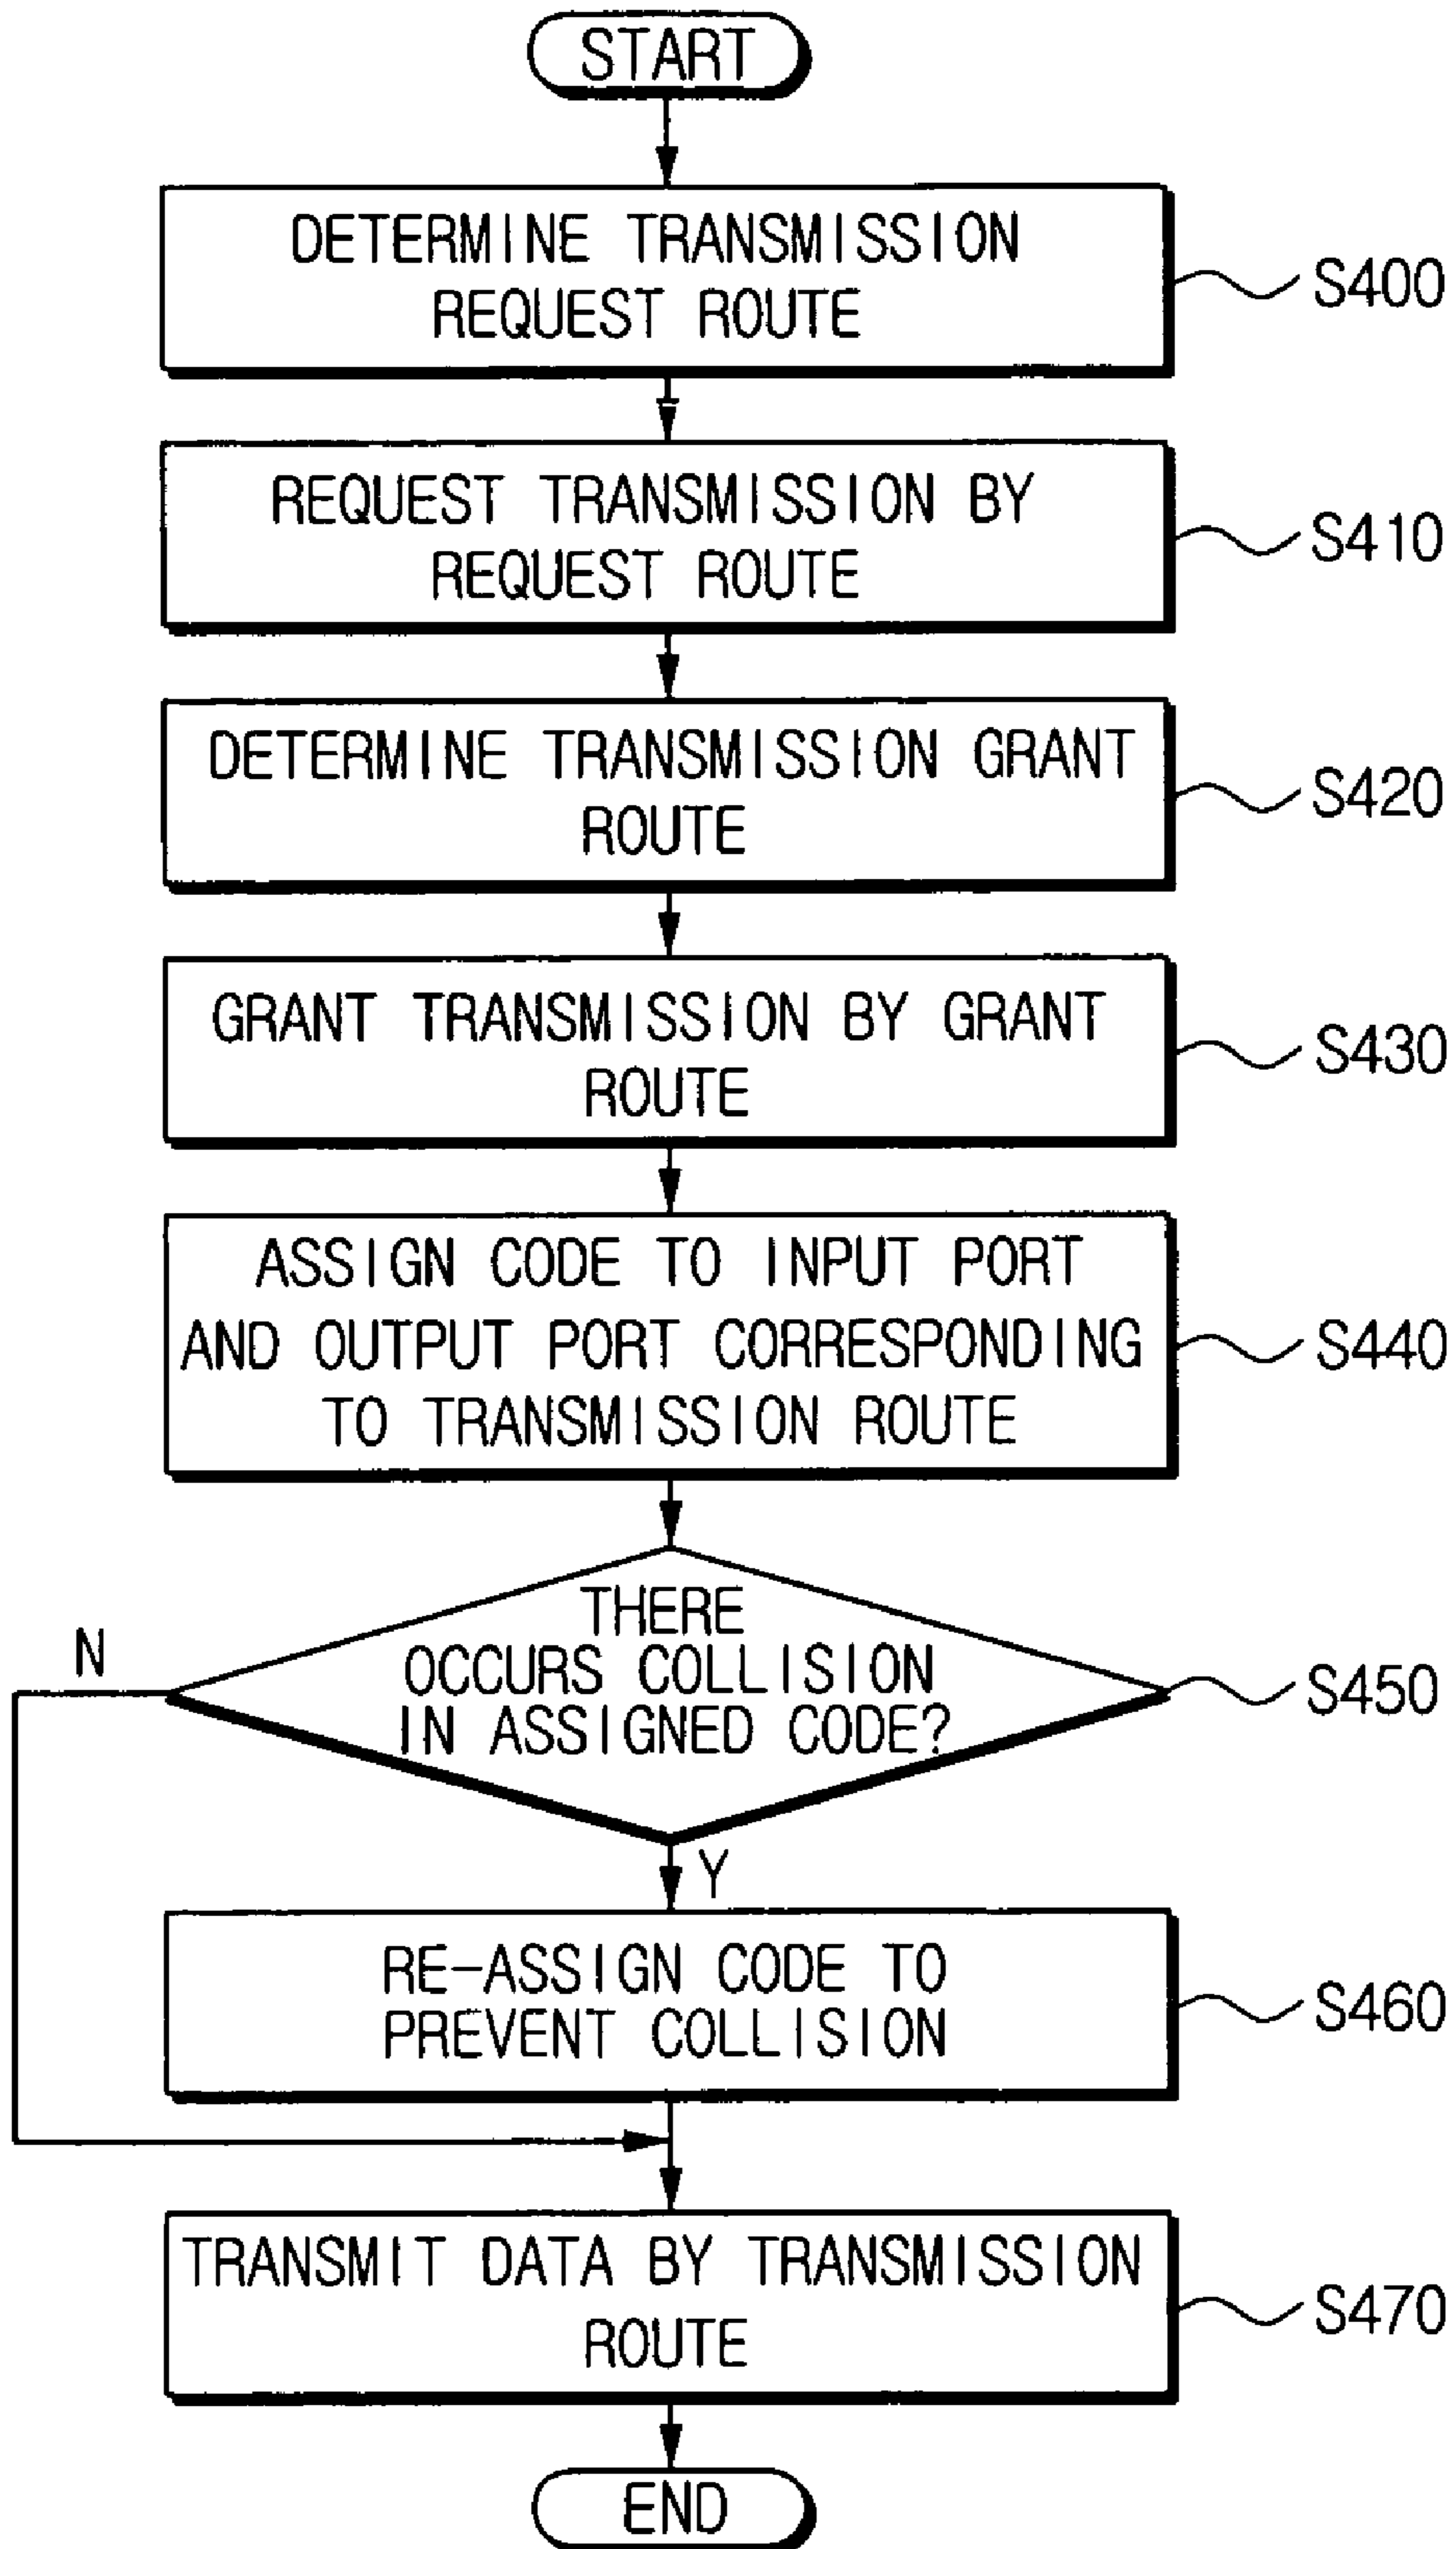 START
DETERMINE TRANSMISSION
REQUEST ROUTE
S400
REQUEST TRANSMISSION BY
REQUEST ROUTE
S410
DETERMINE TRANSMISSION GRANT
ROUTE
S420
GRANT TRANSMISSION BY GRANT
ROUTE
S430
ASSIGN CODE TO INPUT PORT
AND OUTPUT PORT CORRESPONDING
TO TRANSMISSION ROUTE
S440
THERE
OCCURS COLLISION
IN ASSIGNED CODE?
S450
N
Y
RE-ASSIGN CODE TO
PREVENT COLLISION
S460
TRANSMIT DATA BY TRANSMISSION
ROUTE
S470
END